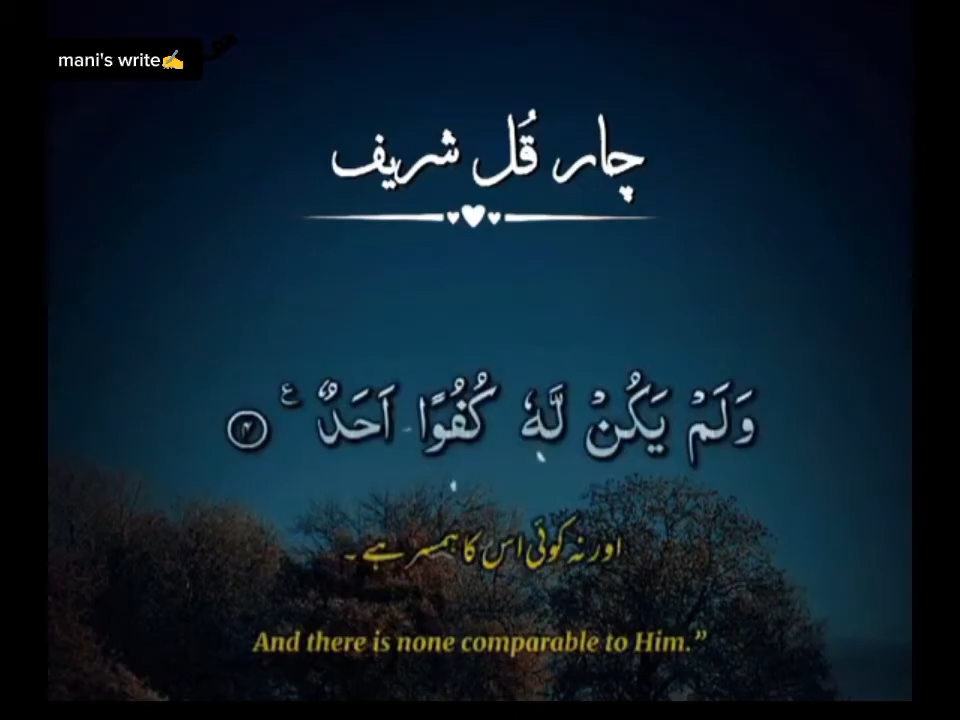 mani's write✍️
چار قُل شریف
وَلَمۡ یَکُنۡ لَّہٗ کُفُوًا اَحَدٌ ع ﴿۴﴾
اور نہ کوئی اس کا ہمسر ہے ۔
And there is none comparable to Him.”